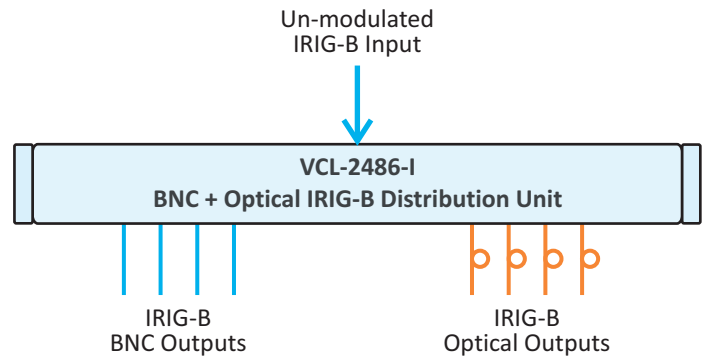 Un-modulated
IRIG-B Input
VCL-2486-I
BNC + Optical IRIG-B Distribution Unit
IRIG-B
BNC Outputs
IRIG-B
Optical Outputs